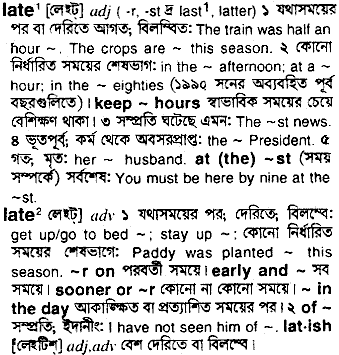 late¹ [লেইট্] adj ( -r, -st দ্র last¹, latter) ১ যথাসময়ের
পর বা দেরিতে আগত; বিলম্বিত: The train was half an
hour ~. The crops are ~ this season. ২ কোনো
নির্ধারিত সময়ের শেষভাগে: in the ~ afternoon; at a ~
hour; in the ~ eighties (১৯৯০ সনের অব্যবহিত পূর্ব
বছরগুলিতে)। keep ~ hours স্বাভাবিক সময়ের চেয়ে
বেশিক্ষণ থাকা। ৩ সম্প্রতি ঘটেছে এমন: The ~st news.
৪ ভূতপূর্ব; কর্ম থেকে অবসরপ্রাপ্ত: the ~ President. ৫
গত; মৃত: her ~ husband. at (the) ~st (সময়
সম্পর্কে) সর্বশেষ: You must be here by nine at the
~st.
late² [লেইট্] adv ১ যথাসময়ের পর; দেরিতে; বিলম্বে:
get up/go to bed ~; stay up ~; কোনো নির্ধারিত
সময়ের শেষভাগে: Paddy was planted ~ this
season. ~r on পরবর্তী সময়ে। early and ~ সব
সময়ে। sooner or ~r কোনো না কোনো সময়ে। ~ in
the day আকাঙ্ক্ষিত বা প্রত্যাশিত সময়ের পর। ২ of ~
সম্প্রতি, ইদানীং: I have not seen him of ~. lat·ish
[লেইটিশ্] adj,adv বেশ দেরিতে বা বিলম্বে।